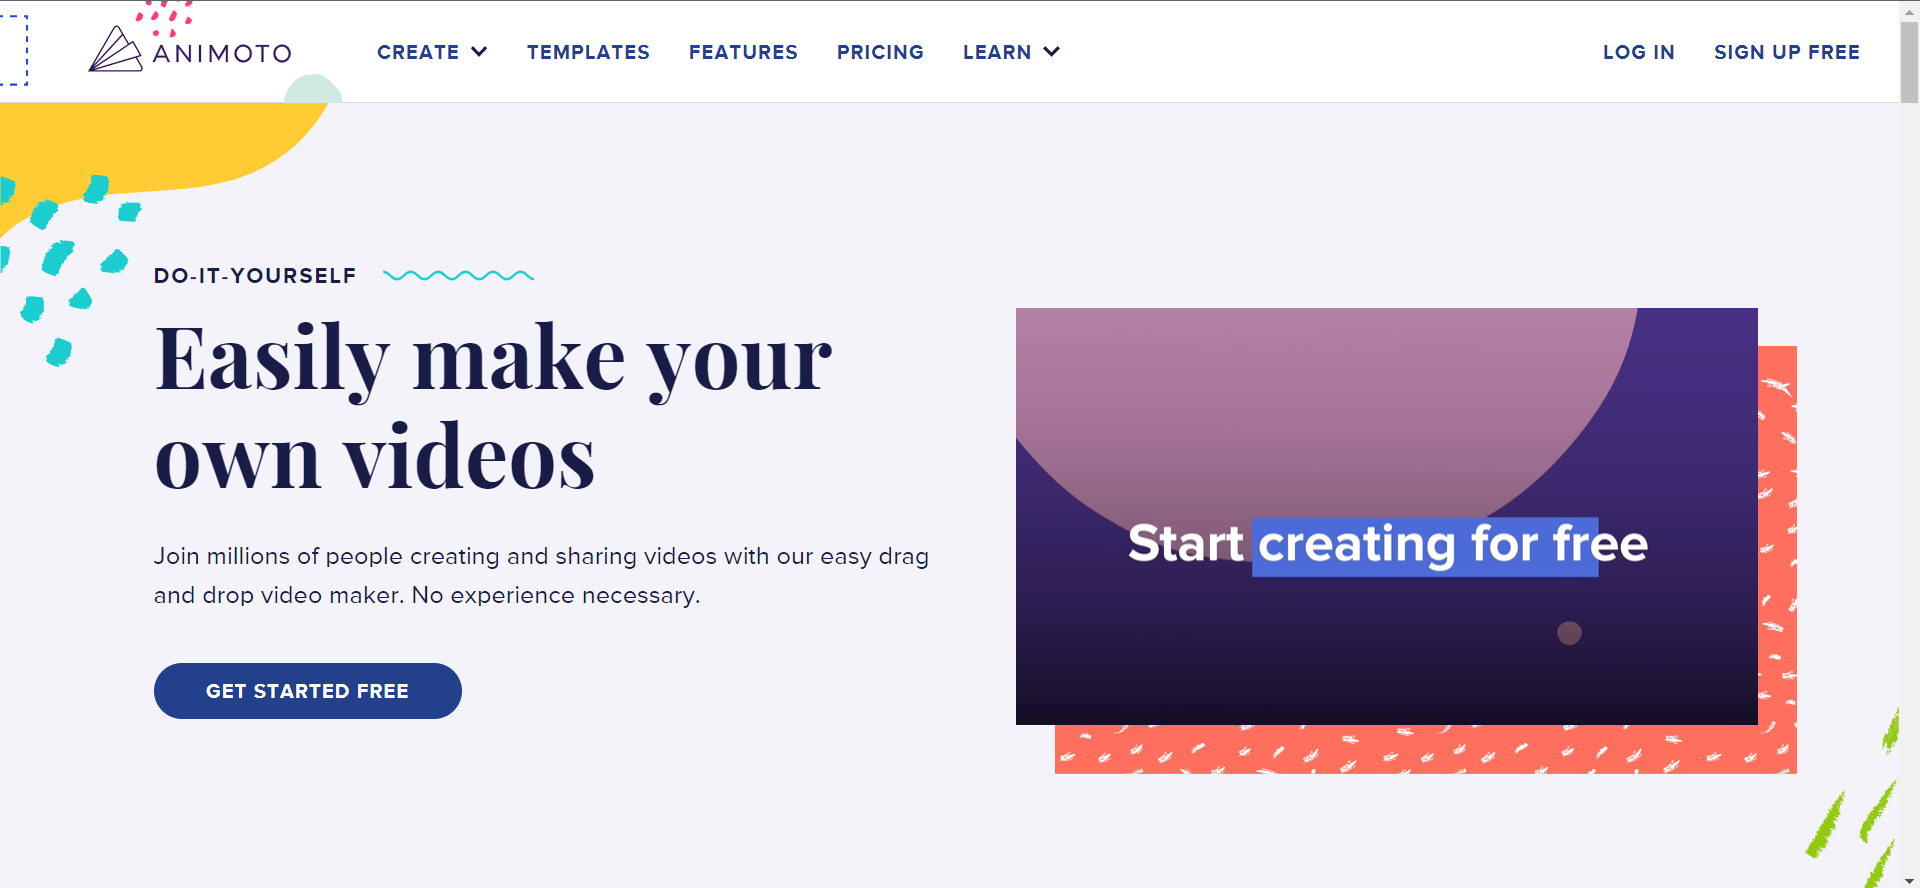 ANIMOTO
CREATE
TEMPLATES
FEATURES
PRICING
LEARN
LOG IN
SIGN UP FREE
DO-IT-YOURSELF
Easily make your
own videos
Join millions of people creating and sharing videos with our easy drag
and drop video maker. No experience necessary.
GET STARTED FREE
Start creating for free